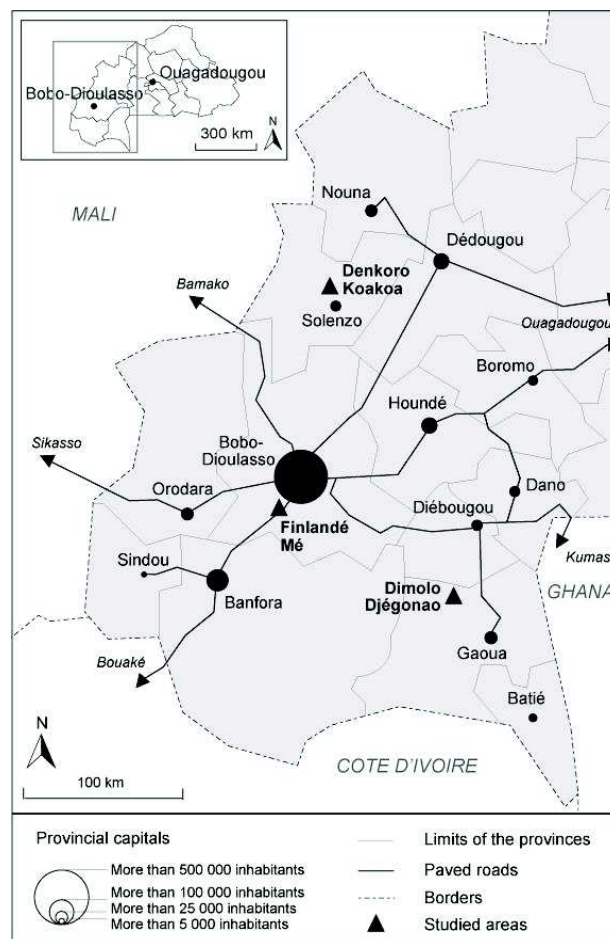 Ouagadougou
Bobo-Dioulasso
300 km
N
MALI
Nouna
Dédougou
Denkoro
Koakoa
Solenzo
Bamako
Ouagadougou
Boromo
Houndé
Bobo-
Dioulasso
Sikasso
Orodara
Dano
Diébougou
Finlandé
Mé
Sindou
Banfora
Kumas
GHANA
Dimolo
Djégonao
Gaoua
Bouaké
Batié
N
100 km
COTE D'IVOIRE
Provincial capitals
More than 500 000 inhabitants
More than 100 000 inhabitants
More than 25 000 inhabitants
More than 5 000 inhabitants
Limits of the provinces
Paved roads
Borders
Studied areas